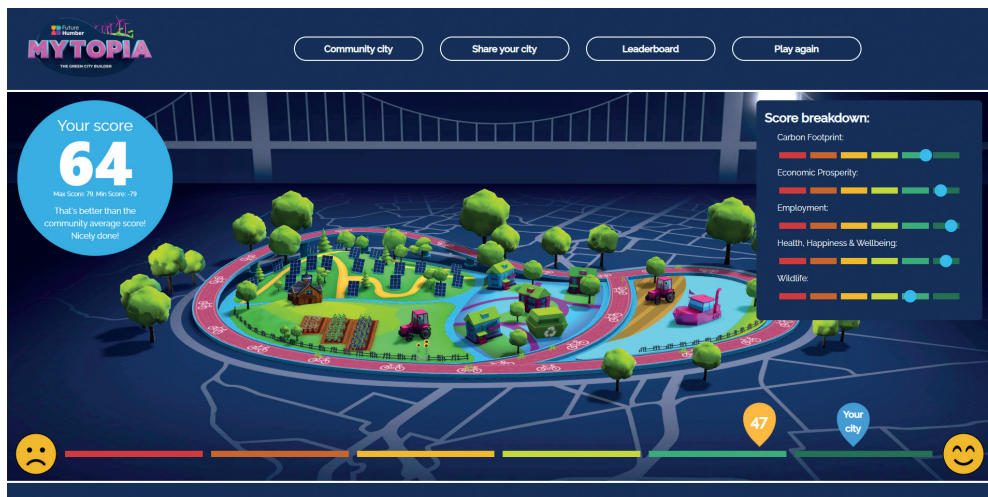 Future
Humber
MYTOPIA
THE GREEN CITY BUILDER
Community city
Share your city
Leaderboard
Play again
Your score
64
Max Score: 79, Min Score: -79
That's better than the
community average score!
Nicely done!
Score breakdown:
Carbon Footprint:
Economic Prosperity:
Employment:
Health, Happiness & Wellbeing:
Wildlife:
47
Your
city